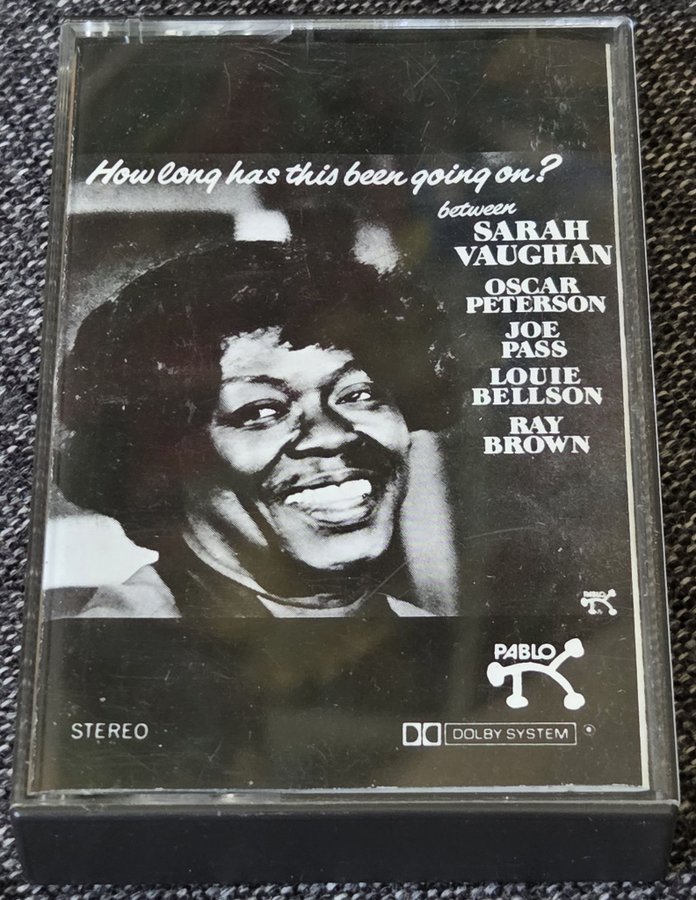 How long has this been going on?
between
SARAH
VAUGHAN
OSCAR
PETERSON
JOE
PASS
LOUIE
BELLSON
RAY
BROWN
PABLO
PABLO
STEREO
DOLBY SYSTEM